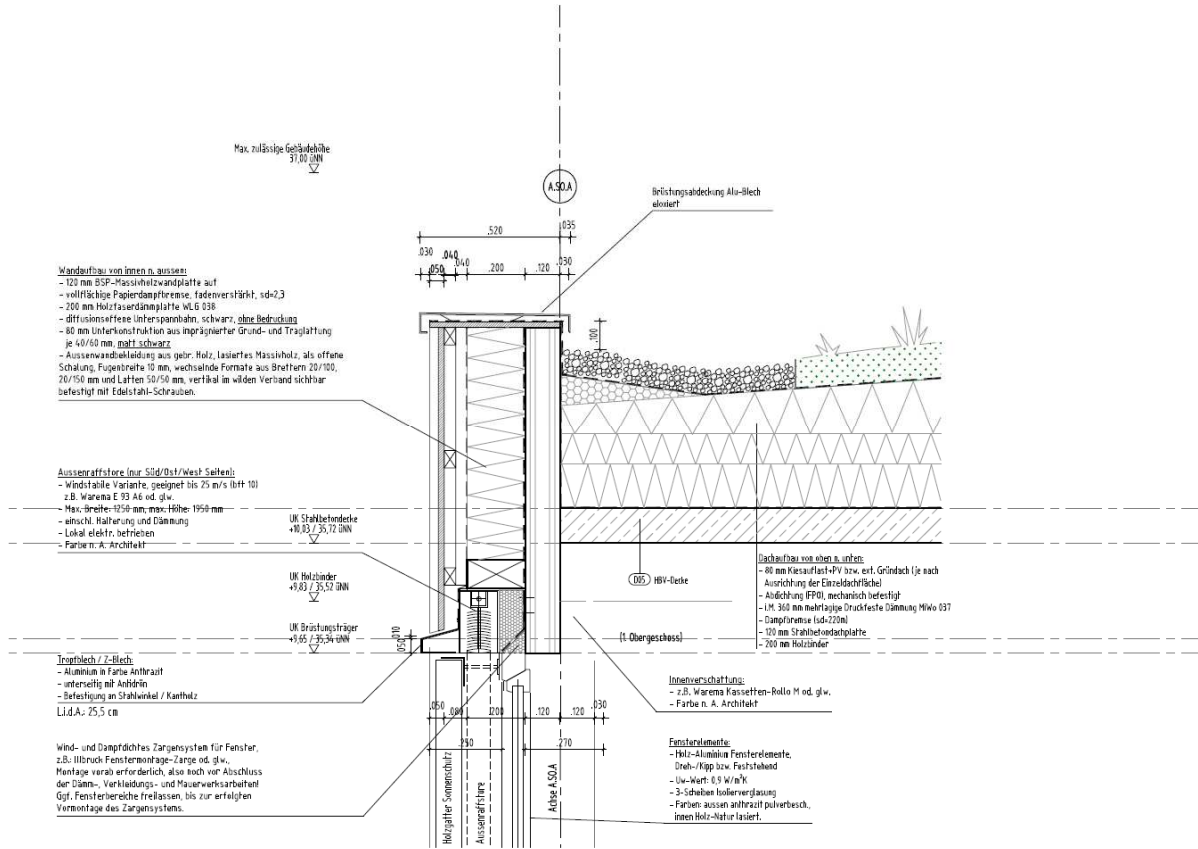 Max. zulässige Gebäudehöhe
37,00 üNN
A.SO.A
Brüstungsabdeckung Alu-Blech
eloxiert
.520
.035
.030
.050
.040
.040
.200
.120
.030
.100
Wandaufbau von innen n. aussen:
- 120 mm BSP-Massivholzwandplatte auf
- vollflächige Papierdampfbremse, fadenverstärkt, sd=2,3
- 200 mm Holzfaserdämmplatte WLG 038
- diffusionsoffene Unterspannbahn, schwarz, ohne Bedruckung
- 80 mm Unterkonstruktion aus imprägnierter Grund- und Traglattung
je 40/60 mm, matt schwarz
- Aussenwandbekleidung aus gebr. Holz, lasiertes Massivholz, als offene
Schalung, Fugenbreite 10 mm, wechselnde Formate aus Brettern 20/100,
20/150 mm und Latten 50/50 mm, vertikal im wilden Verband sichtbar
befestigt mit Edelstahl-Schrauben.
Aussenraffstore (nur Süd/Ost/West Seiten):
- Windstabile Variante, geeignet bis 25 m/s (bft 10)
z.B. Warema E 93 A6 od. glw.
- Max. Breite: 1250 mm, max. Höhe: 1950 mm
- einschl. Halterung und Dämmung
- Lokal elektr. betrieben
- Farbe n. A. Architekt
UK Stahlbetondecke
+10,03 / 35,72 üNN
UK Holzbinder
+9,83 / 35,52 üNN
UK Brüstungsträger
+9,65 / 35,34 üNN
.010
.050
D05 HBV-Decke
(1. Obergeschoss)
Dachaufbau von oben n. unten:
- 80 mm Kiesauflast+PV bzw. ext. Gründach (je nach
Ausrichtung der Einzeldachfläche)
- Abdichtung (FPO), mechanisch befestigt
- i.M. 360 mm mehrlagige Druckfeste Dämmung MiWo 037
- Dampfbremse (sd=220m)
- 120 mm Stahlbetondachplatte
- 200 mm Holzbinder
Tropfblech / Z-Blech:
- Aluminium in Farbe Anthrazit
- unterseitig mit Antidrön
- Befestigung an Stahlwinkel / Kantholz
L.i.d.A.: 25,5 cm
Innenverschattung:
- z.B. Warema Kassetten-Rollo M od. glw.
- Farbe n. A. Architekt
.050
.080
.200
.120
.120
.030
.270
Wind- und Dampfdichtes Zargensystem für Fenster,
z.B.: Illbruck Fenstermontage-Zarge od. glw.,
Montage vorab erforderlich, also noch vor Abschluss
der Dämm-, Verkleidungs- und Mauerwerksarbeiten!
Ggf. Fensterbereiche freilassen, bis zur erfolgten
Vormontage des Zargensystems.
Holzgatter Sonnenschutz
Aussenraffstore
Achse A.SO.A
Fensterelemente:
- Holz-Aluminium Fensterelemente,
Dreh-/Kipp bzw. Feststehend
- Uw-Wert: 0,9 W/m²K
- 3-Scheiben Isolierverglasung
- Farben: aussen anthrazit pulverbesch.,
innen Holz-Natur lasiert.